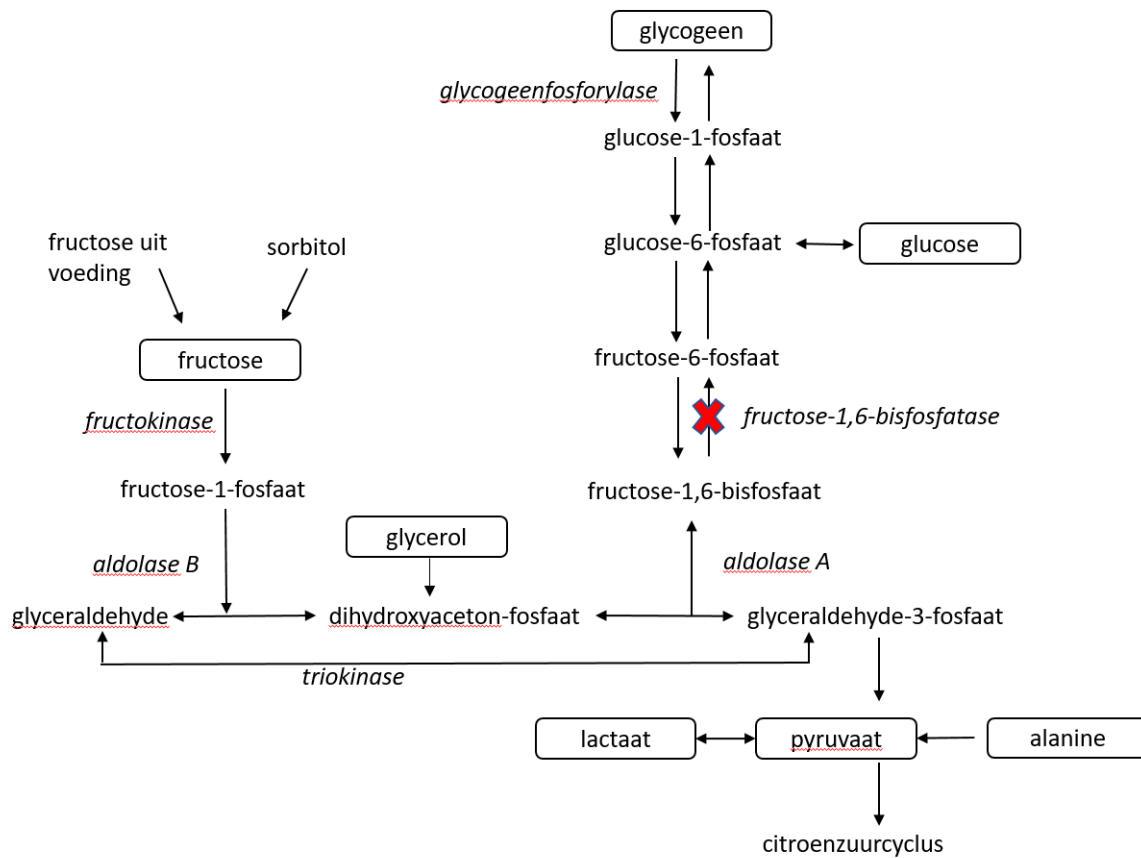 glycogeen
glycogeenfosforylase
glucose-1-fosfaat
fructose uit
voeding
sorbitol
glucose-6-fosfaat
glucose
fructose
fructose-6-fosfaat
fructokinase
fructose-1,6-bisfosfatase
fructose-1-fosfaat
fructose-1,6-bisfosfaat
glycerol
aldolase B
aldolase A
glyceraldehyde
dihydroxyaceton-fosfaat
glyceraldehyde-3-fosfaat
triokinase
lactaat
pyruvaat
alanine
citroenzuurcyclus